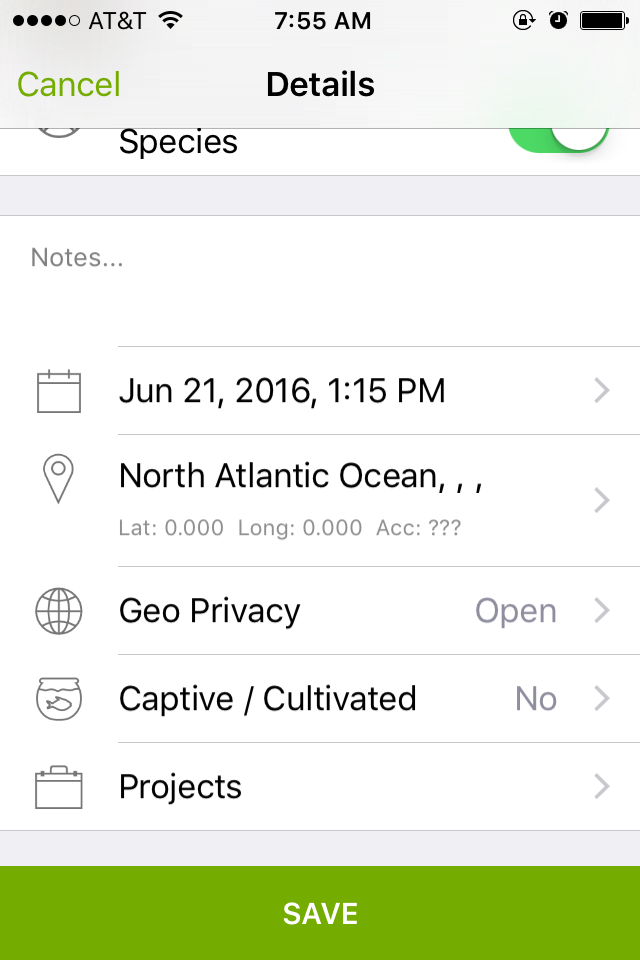 AT&T 7:55 AM
Cancel Details
Species
Notes...
Jun 21, 2016, 1:15 PM
North Atlantic Ocean, , ,
Lat: 0.000 Long: 0.000 Acc: ???
Geo Privacy Open
Captive / Cultivated No
Projects
SAVE